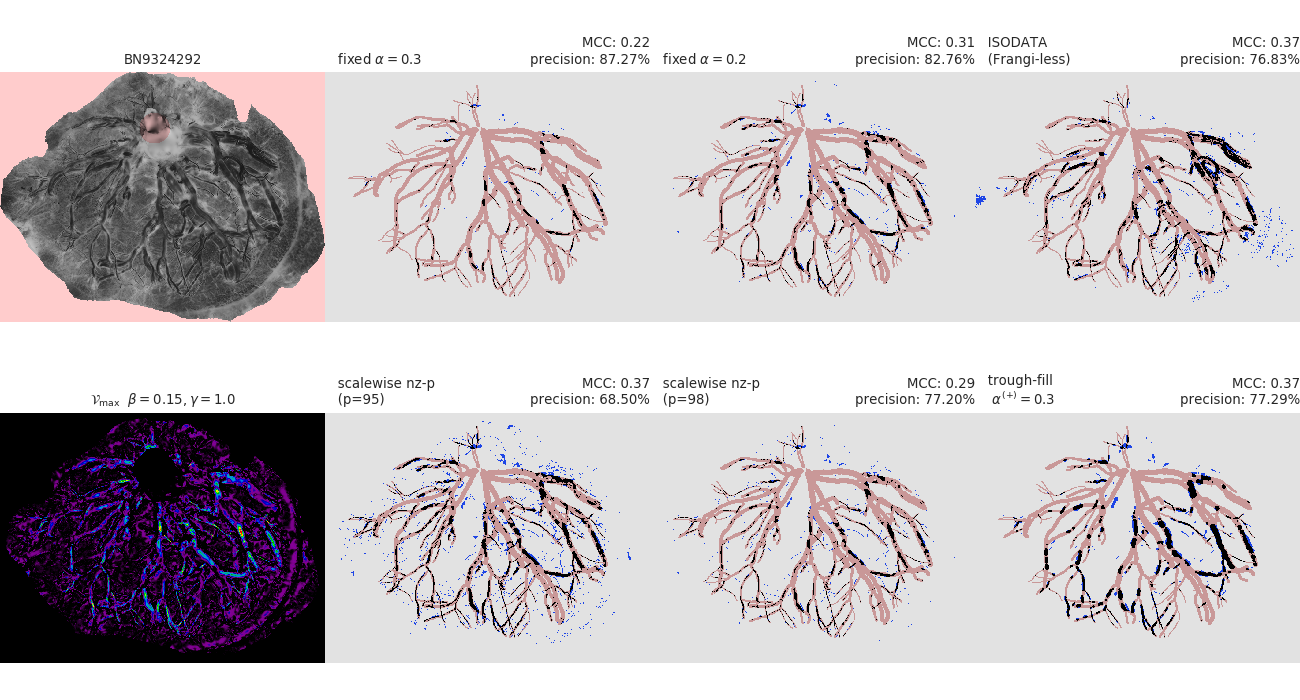 BN9324292
fixed α = 0.3
MCC: 0.22
precision: 87.27%
fixed α = 0.2
MCC: 0.31
precision: 82.76%
ISODATA
(Frangi-less)
MCC: 0.37
precision: 76.83%
𝒱max β = 0.15, γ = 1.0
scalewise nz-p
(p=95)
MCC: 0.37
precision: 68.50%
scalewise nz-p
(p=98)
MCC: 0.29
precision: 77.20%
trough-fill
α(+) = 0.3
MCC: 0.37
precision: 77.29%